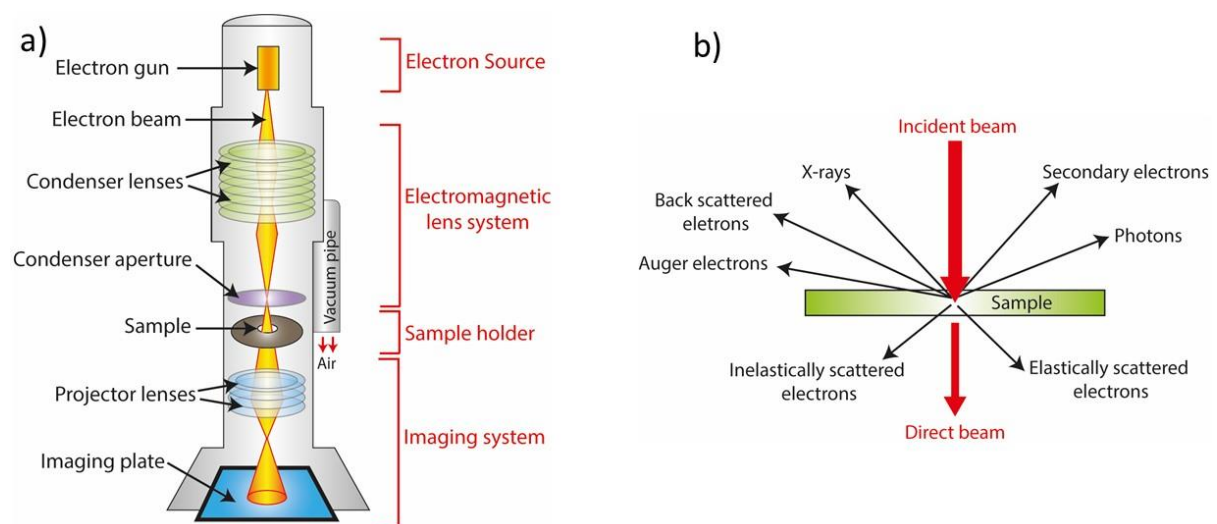 a)
Electron gun
Electron beam
Condenser lenses
Condenser aperture
Sample
Projector lenses
Imaging plate
Vacuum pipe
Air
Electron Source
Electromagnetic
lens system
Sample holder
Imaging system
b)
Incident beam
X-rays
Secondary electrons
Back scattered
eletrons
Photons
Auger electrons
Sample
Inelastically scattered
electrons
Elastically scattered
electrons
Direct beam